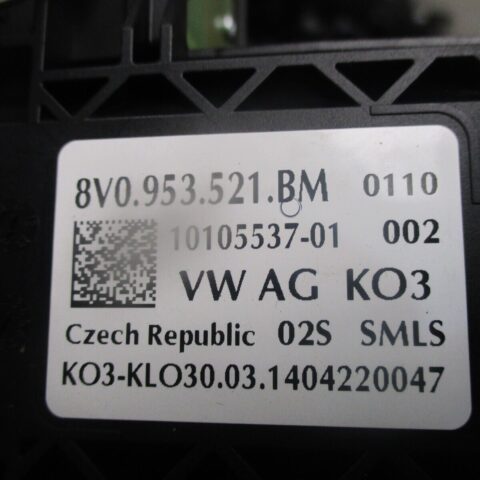 8V0.953.521.BM 0110
10105537-01 002
VW AG KO3
Czech Republic 02S SMLS
KO3-KLO30.03.1404220047